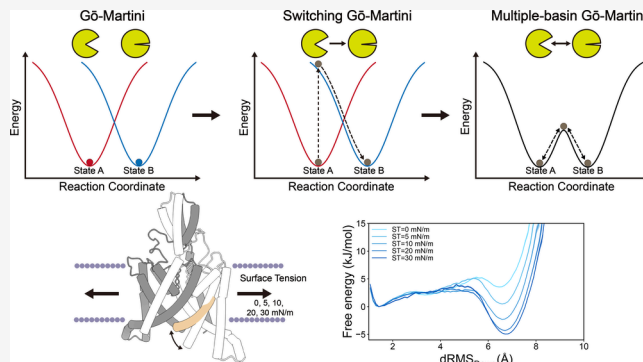 Gō-Martini
Switching Gō-Martini
Multiple-basin Gō-Martini
Energy
State A
State B
Reaction Coordinate
Energy
State A
State B
Reaction Coordinate
Energy
State A
State B
Reaction Coordinate
Surface Tension
0, 5, 10,
20, 30 mN/m
Free energy (kJ/mol)
15
10
5
0
-5
ST=0 mN/m
ST=5 mN/m
ST=10 mN/m
ST=20 mN/m
ST=30 mN/m
2
4
6
8
10
(Å)